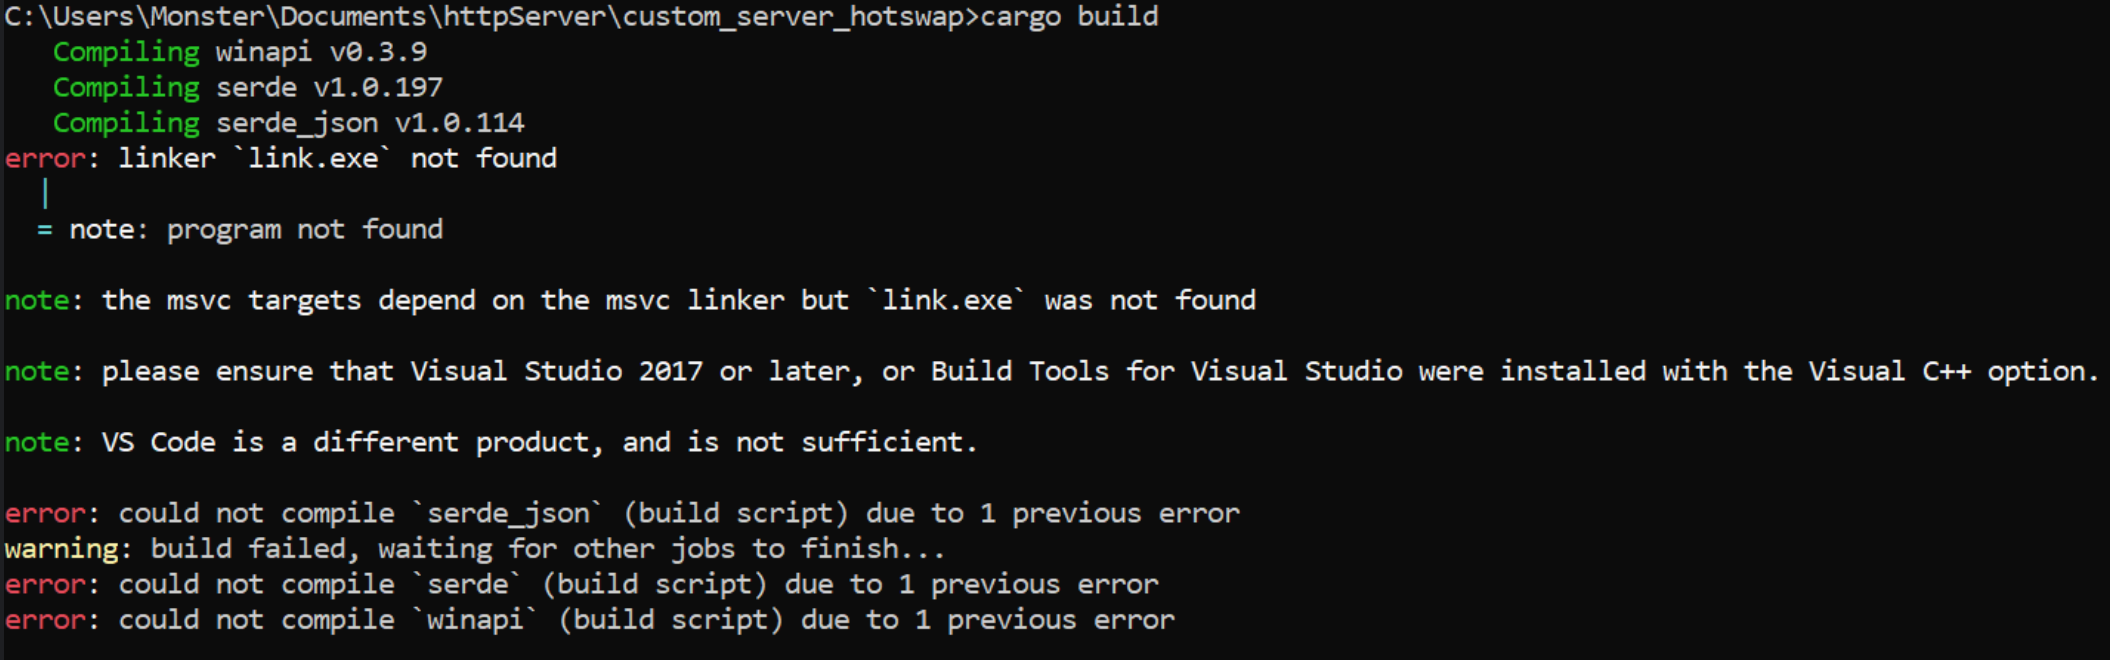 C:\Users\Monster\Documents\httpServer\custom_server_hotswap>cargo build
   Compiling winapi v0.3.9
   Compiling serde v1.0.197
   Compiling serde_json v1.0.114
error: linker `link.exe` not found
  |
  = note: program not found

note: the msvc targets depend on the msvc linker but `link.exe` was not found

note: please ensure that Visual Studio 2017 or later, or Build Tools for Visual Studio were installed with the Visual C++ option.

note: VS Code is a different product, and is not sufficient.

error: could not compile `serde_json` (build script) due to 1 previous error
warning: build failed, waiting for other jobs to finish...
error: could not compile `serde` (build script) due to 1 previous error
error: could not compile `winapi` (build script) due to 1 previous error